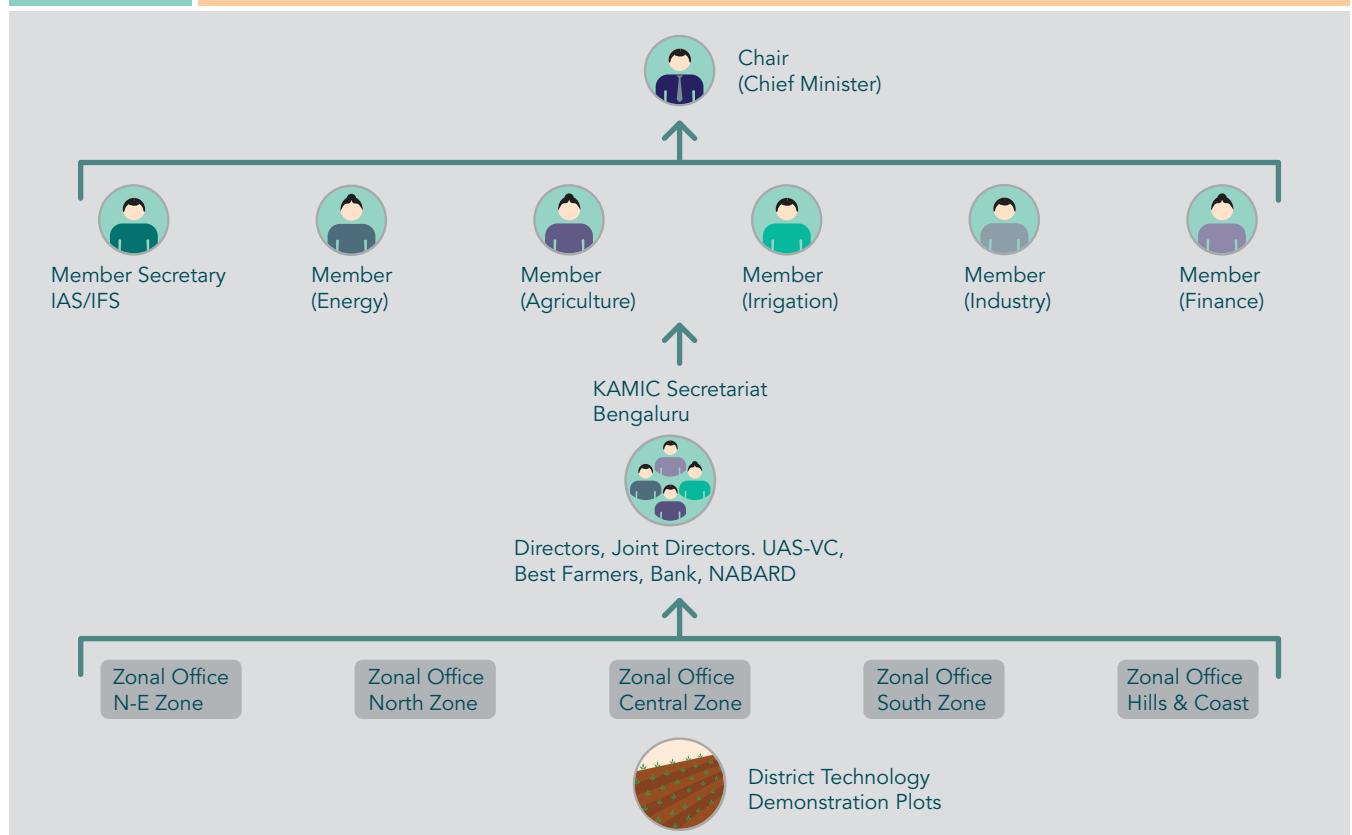 Chair
(Chief Minister)
Member Secretary
IAS/IFS
Member
(Energy)
Member
(Agriculture)
Member
(Irrigation)
Member
(Industry)
Member
(Finance)
KAMIC Secretariat
Bengaluru
Directors, Joint Directors. UAS-VC,
Best Farmers, Bank, NABARD
Zonal Office
N-E Zone
Zonal Office
North Zone
Zonal Office
Central Zone
Zonal Office
South Zone
Zonal Office
Hills & Coast
District Technology
Demonstration Plots